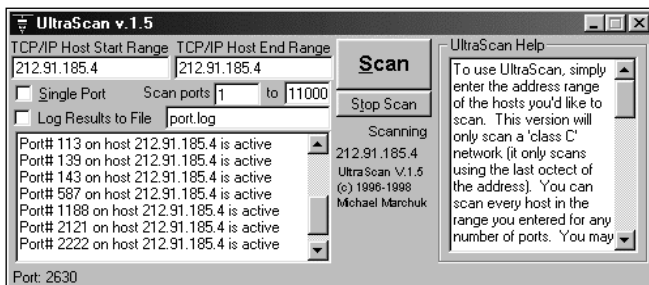 UltraScan v.1.5
TCP/IP Host Start Range TCP/IP Host End Range
212.91.185.4 212.91.185.4
Single Port Scan ports 1 to 11000
Log Results to File port.log
Port# 113 on host 212.91.185.4 is active
Port# 139 on host 212.91.185.4 is active
Port# 143 on host 212.91.185.4 is active
Port# 587 on host 212.91.185.4 is active
Port# 1188 on host 212.91.185.4 is active
Port# 2121 on host 212.91.185.4 is active
Port# 2222 on host 212.91.185.4 is active
Port: 2630
Scan
Stop Scan
Scanning
212.91.185.4
UltraScan V.1.5
(c) 1996-1998
Michael Marchuk
UltraScan Help
To use UltraScan, simply
enter the address range
of the hosts you'd like to
scan. This version will
only scan a 'class C'
network (it only scans
using the last octect of
the address). You can
scan every host in the
range you entered for any
number of ports. You may